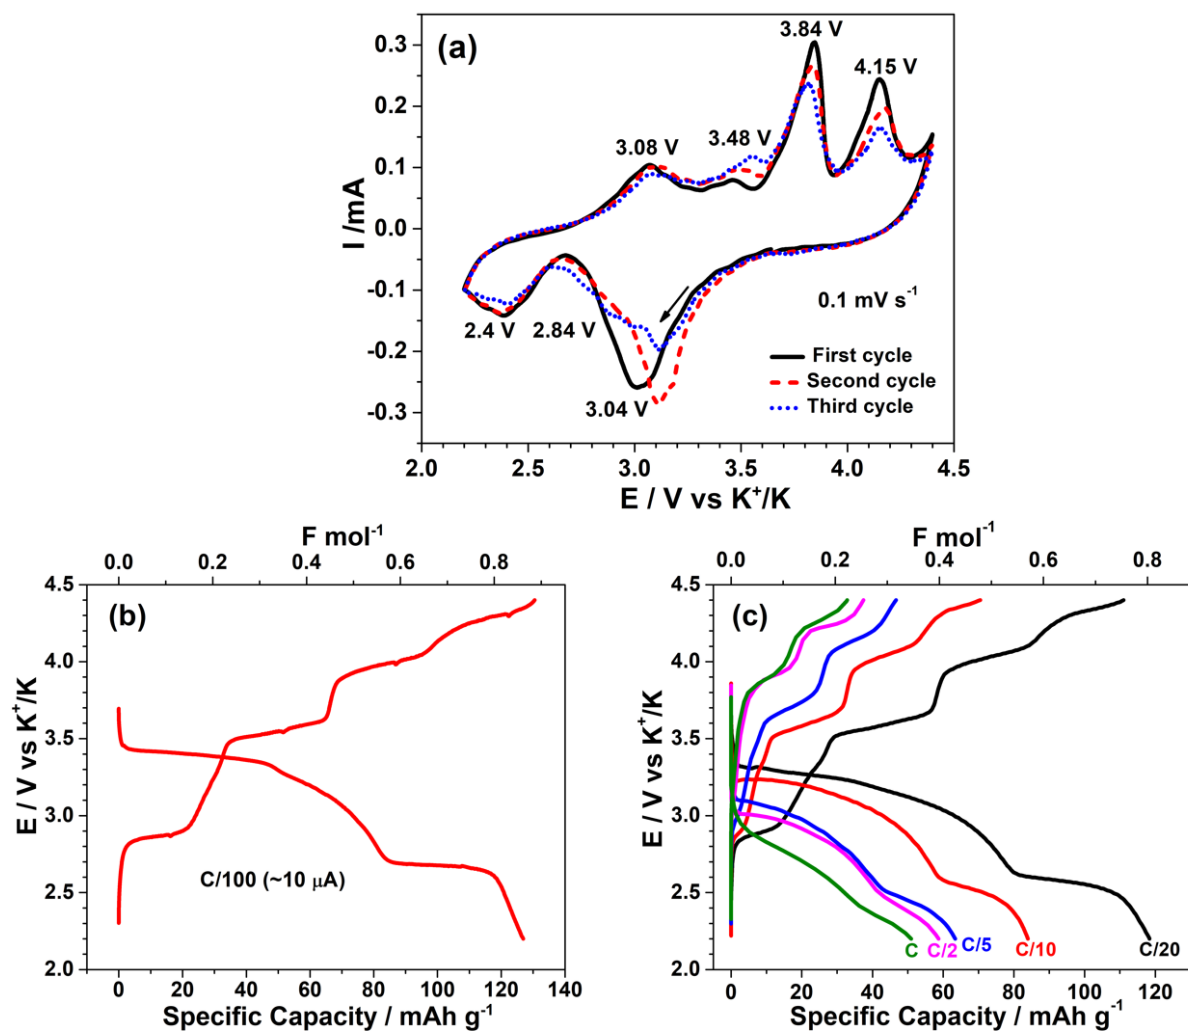 (a)
3.84 V
4.15 V
3.08 V
3.48 V
2.4 V
2.84 V
3.04 V
0.1 mV s⁻¹
First cycle
Second cycle
Third cycle
0.3
0.2
0.1
0.0
-0.1
-0.2
-0.3
I /mA
2.0 2.5 3.0 3.5 4.0 4.5
E / V vs K⁺/K
F mol⁻¹
0.0 0.2 0.4 0.6 0.8
(b)
4.5
4.0
3.5
3.0
2.5
2.0
E / V vs K⁺/K
C/100 (~10 μA)
0 20 40 60 80 100 120 140
Specific Capacity / mAh g⁻¹
F mol⁻¹
0.0 0.2 0.4 0.6 0.8
(c)
4.5
4.0
3.5
3.0
2.5
2.0
E / V vs K⁺/K
C C/2 C/5 C/10 C/20
0 20 40 60 80 100 120
Specific Capacity / mAh g⁻¹